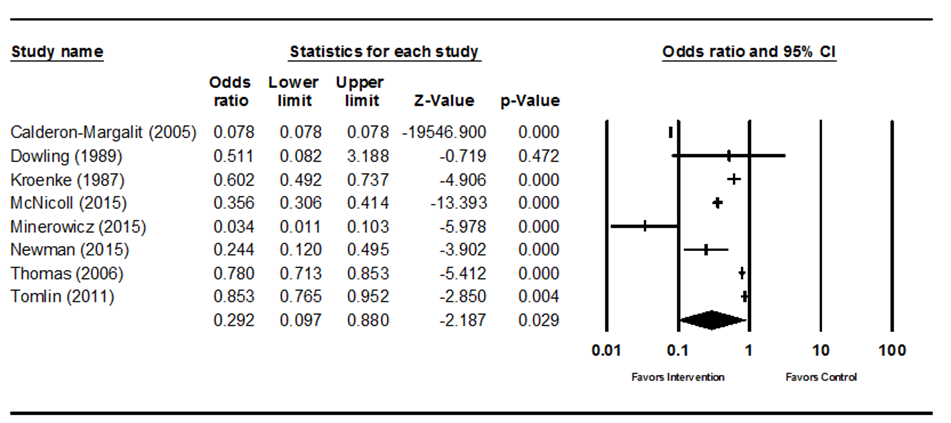 Study name Statistics for each study Odds ratio and 95% CI
Odds Lower Upper
ratio limit limit Z-Value p-Value
Calderon-Margalit (2005) 0.078 0.078 0.078 -19546.900 0.000
Dowling (1989) 0.511 0.082 3.188 -0.719 0.472
Kroenke (1987) 0.602 0.492 0.737 -4.906 0.000
McNicoll (2015) 0.356 0.306 0.414 -13.393 0.000
Minerowicz (2015) 0.034 0.011 0.103 -5.978 0.000
Newman (2015) 0.244 0.120 0.495 -3.902 0.000
Thomas (2006) 0.780 0.713 0.853 -5.412 0.000
Tomlin (2011) 0.853 0.765 0.952 -2.850 0.004
0.292 0.097 0.880 -2.187 0.029
0.01 0.1 1 10 100
Favors Intervention Favors Control